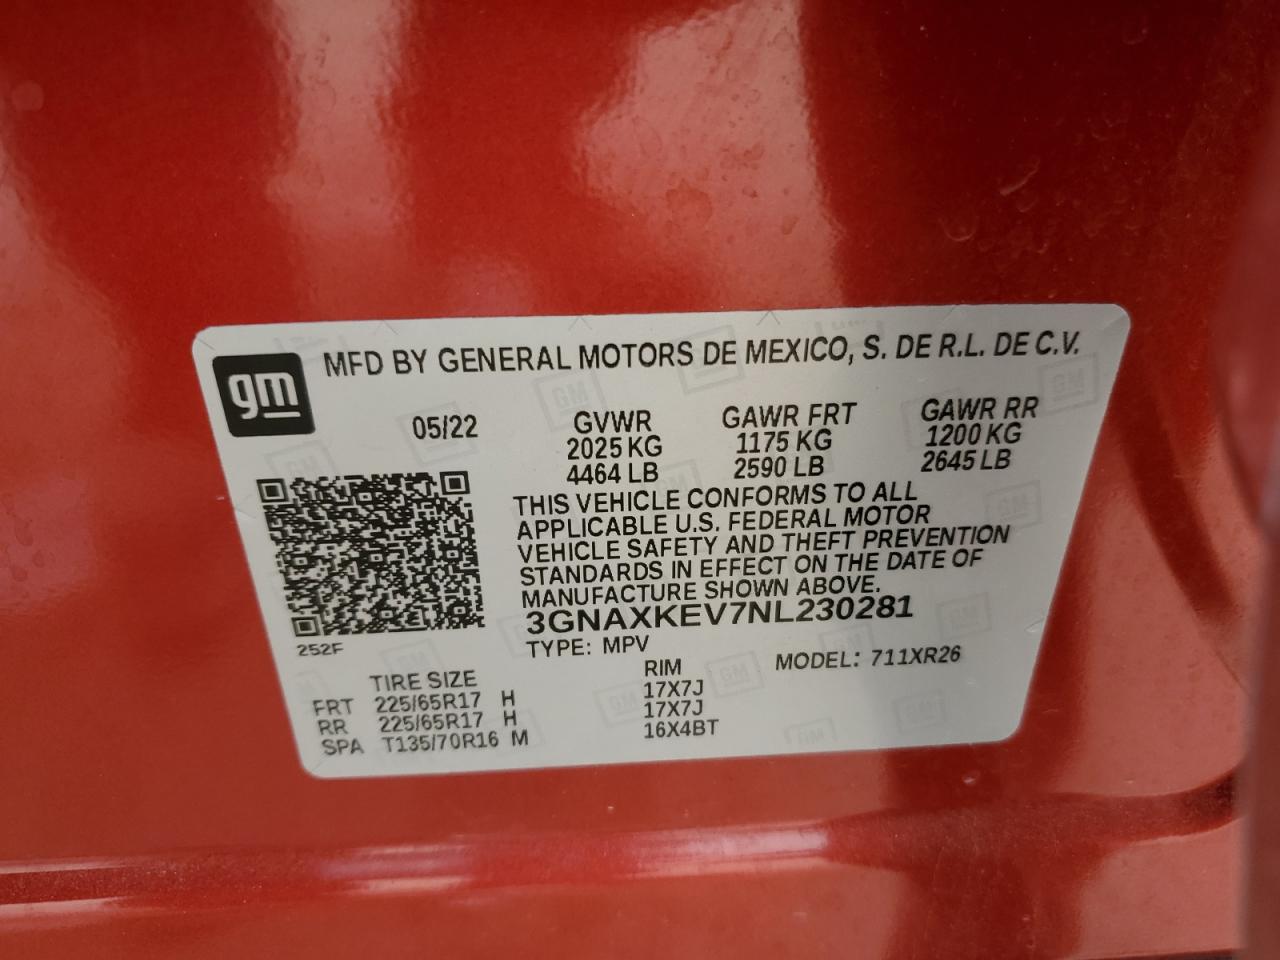 gm MFD BY GENERAL MOTORS DE MEXICO, S. DE R.L. DE C.V.
05/22 GVWR GAWR FRT GAWR RR
2025 KG 1175 KG 1200 KG
4464 LB 2590 LB 2645 LB
THIS VEHICLE CONFORMS TO ALL
APPLICABLE U.S. FEDERAL MOTOR
VEHICLE SAFETY AND THEFT PREVENTION
STANDARDS IN EFFECT ON THE DATE OF
MANUFACTURE SHOWN ABOVE.
3GNAXKEV7NL230281
252F TYPE: MPV MODEL: 711XR26
TIRE SIZE RIM
FRT 225/65R17 H 17X7J
RR 225/65R17 H 17X7J
SPA T135/70R16 M 16X4BT